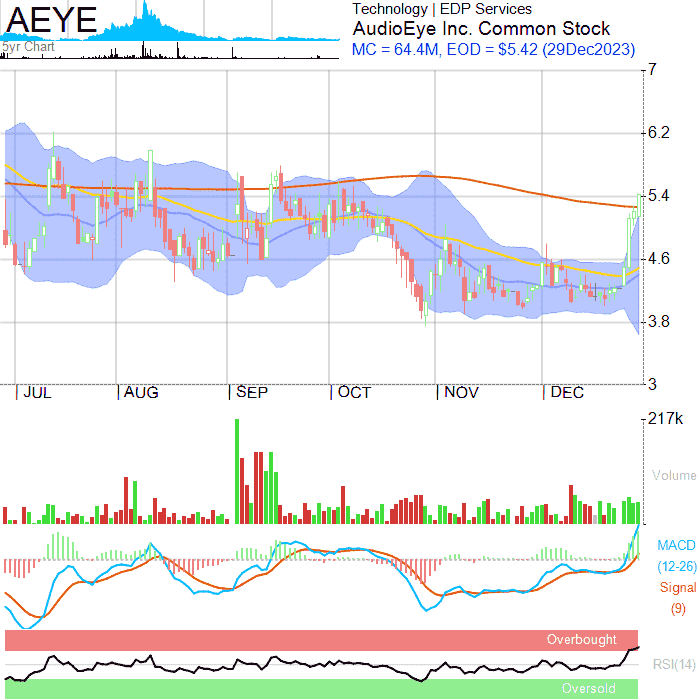 AEYE
5yr Chart
Technology | EDP Services
AudioEye Inc. Common Stock
MC = 64.4M, EOD = $5.42 (29Dec2023)
7
6.2
5.4
4.6
3.8
3
JUL AUG SEP OCT NOV DEC
217k
Volume
MACD
(12-26)
Signal
(9)
Overbought
RSI(14)
Oversold